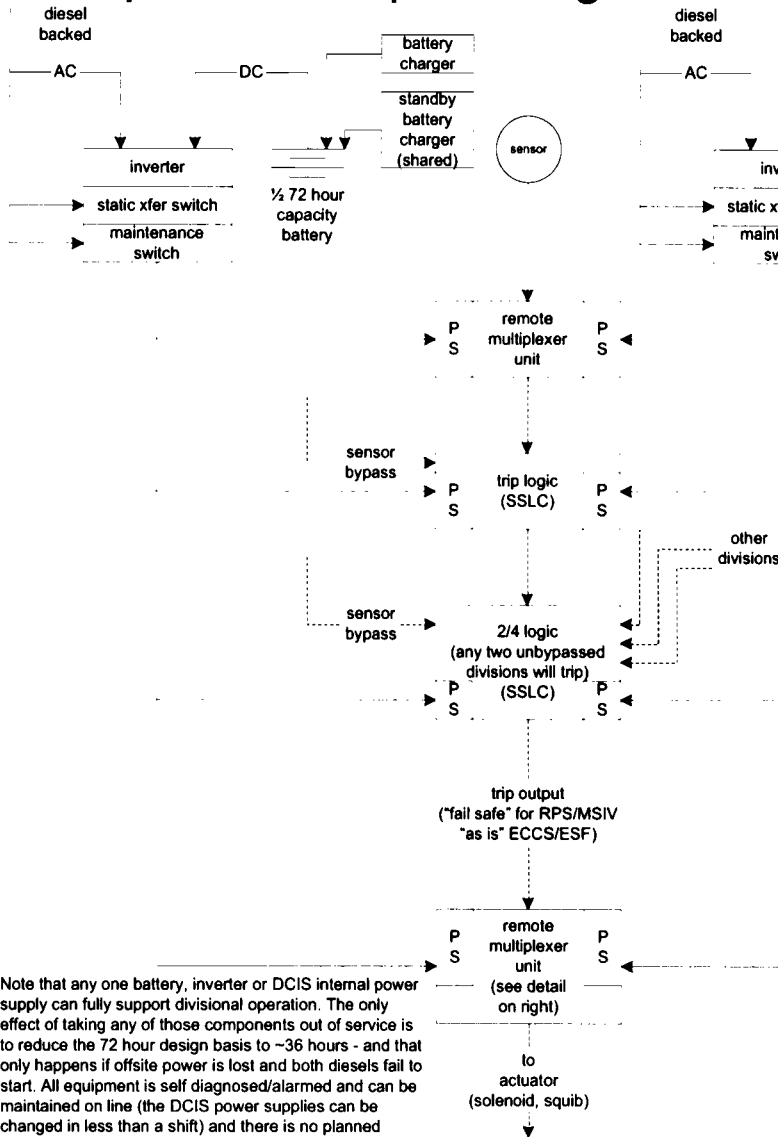 diesel
backed
AC
DC
battery
charger
standby
battery
charger
(shared)
sensor
diesel
backed
AC
inverter
static xfer switch
maintenance
switch
½ 72 hour
capacity
battery
remote
multiplexer
unit
P
S
P
S
sensor
bypass
trip logic
(SSLC)
P
S
P
S
other
divisions
sensor
bypass
2/4 logic
(any two unbypassed
divisions will trip)
(SSLC)
P
S
P
S
trip output
("fail safe" for RPS/MSIV
"as is" ECCS/ESF)
remote
multiplexer
unit
(see detail
on right)
P
S
P
S
to
actuator
(solenoid, squib)
Note that any one battery, inverter or DCIS internal power
supply can fully support divisional operation. The only
effect of taking any of those components out of service is
to reduce the 72 hour design basis to ~36 hours - and that
only happens if offsite power is lost and both diesels fail to
start. All equipment is self diagnosed/alarmed and can be
maintained on line (the DCIS power supplies can be
changed in less than a shift) and there is no planned